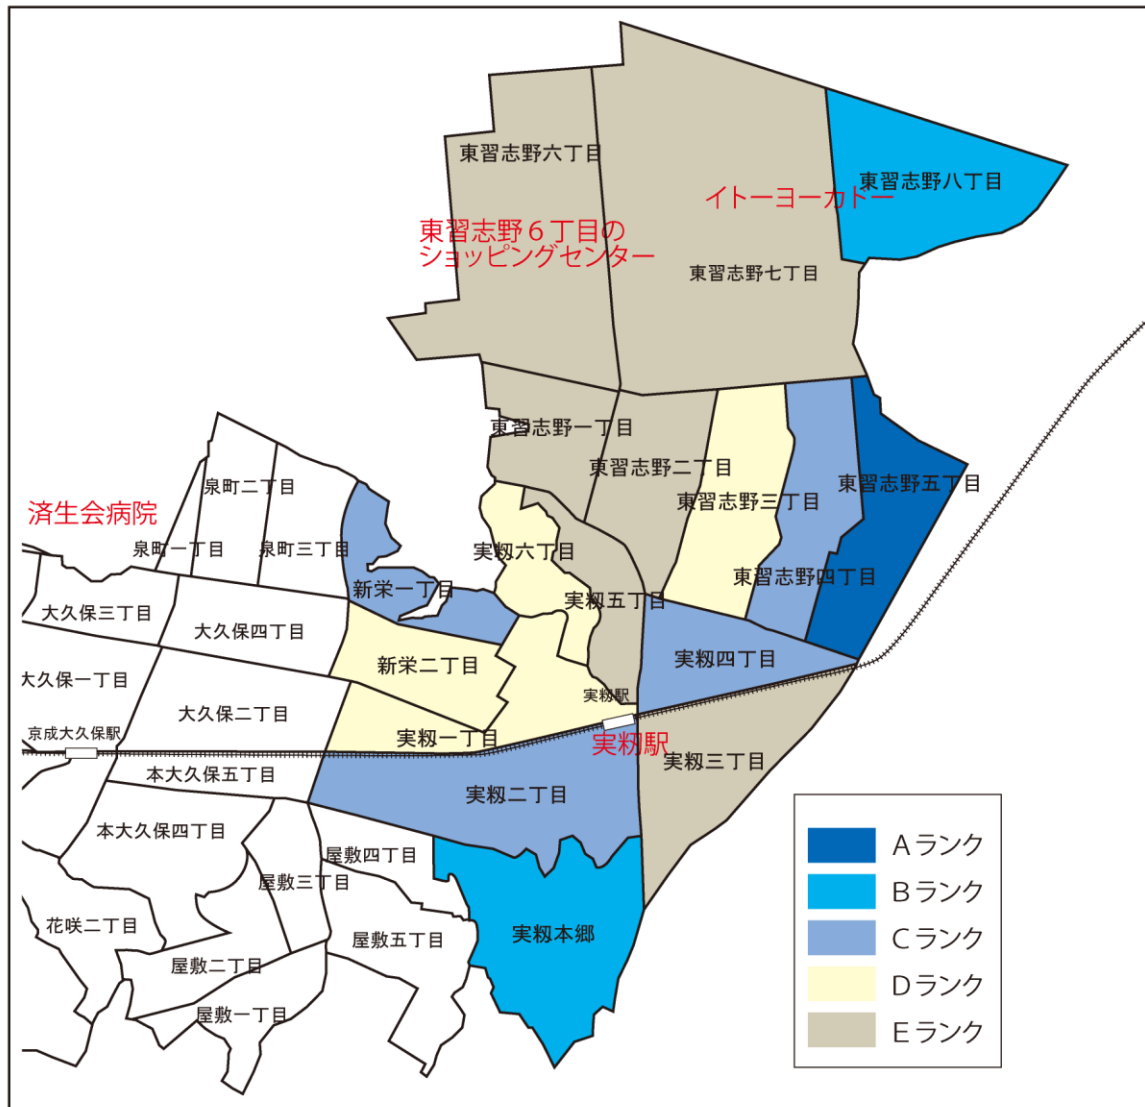 東習志野六丁目
東習志野八丁目
イトーヨーカトー
東習志野６丁目の
ショッピングセンター
東習志野七丁目
東習志野一丁目
東習志野二丁目
東習志野三丁目
東習志野五丁目
泉町二丁目
済生会病院
泉町一丁目
泉町三丁目
実籾六丁目
東習志野四丁目
新栄一丁目
実籾五丁目
大久保三丁目
大久保四丁目
新栄二丁目
実籾四丁目
大久保一丁目
実籾駅
大久保二丁目
京成大久保駅
実籾一丁目
実籾駅
実籾三丁目
本大久保五丁目
実籾二丁目
本大久保四丁目
屋敷四丁目
屋敷三丁目
花咲二丁目
屋敷五丁目
実籾本郷
屋敷二丁目
屋敷一丁目
Ａランク
Ｂランク
Ｃランク
Ｄランク
Ｅランク